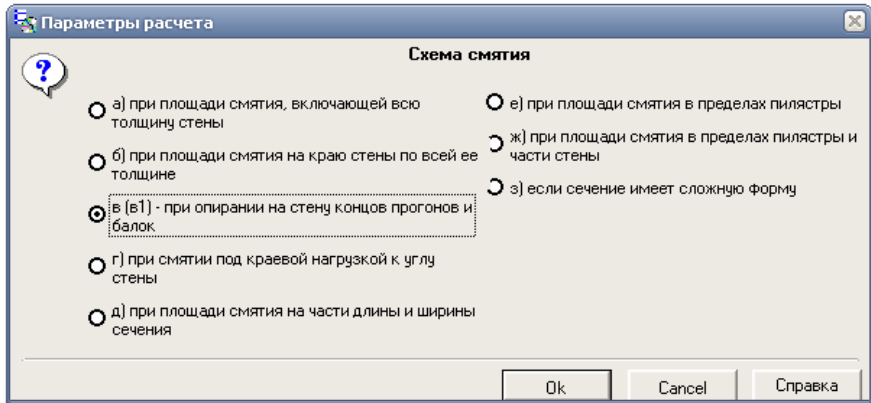 Параметры расчета
Схема смятия
?
а) при площади смятия, включающей всю
толщину стены
б) при площади смятия на краю стены по всей ее
толщине
в (в1) - при опирании на стену концов прогонов и
балок
г) при смятии под краевой нагрузкой к углу
стены
д) при площади смятия на части длины и ширины
сечения
е) при площади смятия в пределах пилястры
ж) при площади смятия в пределах пилястры и
части стены
з) если сечение имеет сложную форму
Ok
Cancel
Справка